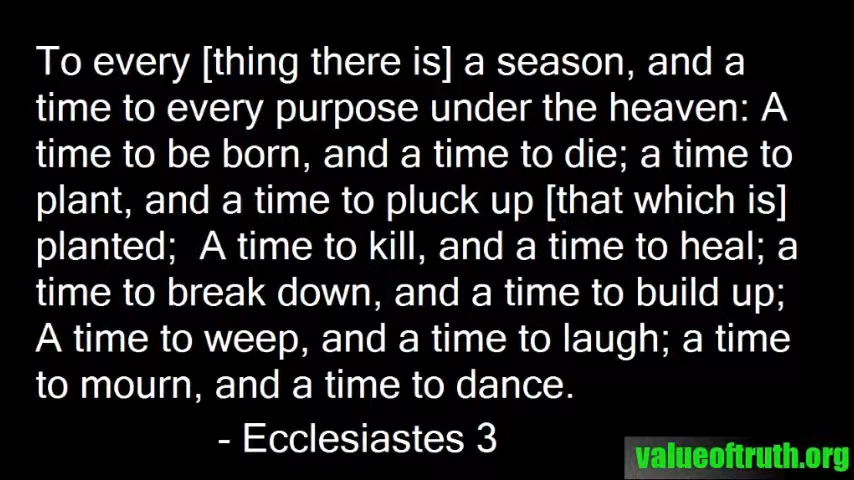 To every [thing there is] a season, and a
time to every purpose under the heaven: A
time to be born, and a time to die; a time to
plant, and a time to pluck up [that which is]
planted;  A time to kill, and a time to heal; a
time to break down, and a time to build up;
A time to weep, and a time to laugh; a time
to mourn, and a time to dance.
- Ecclesiastes 3
valueoftruth.org